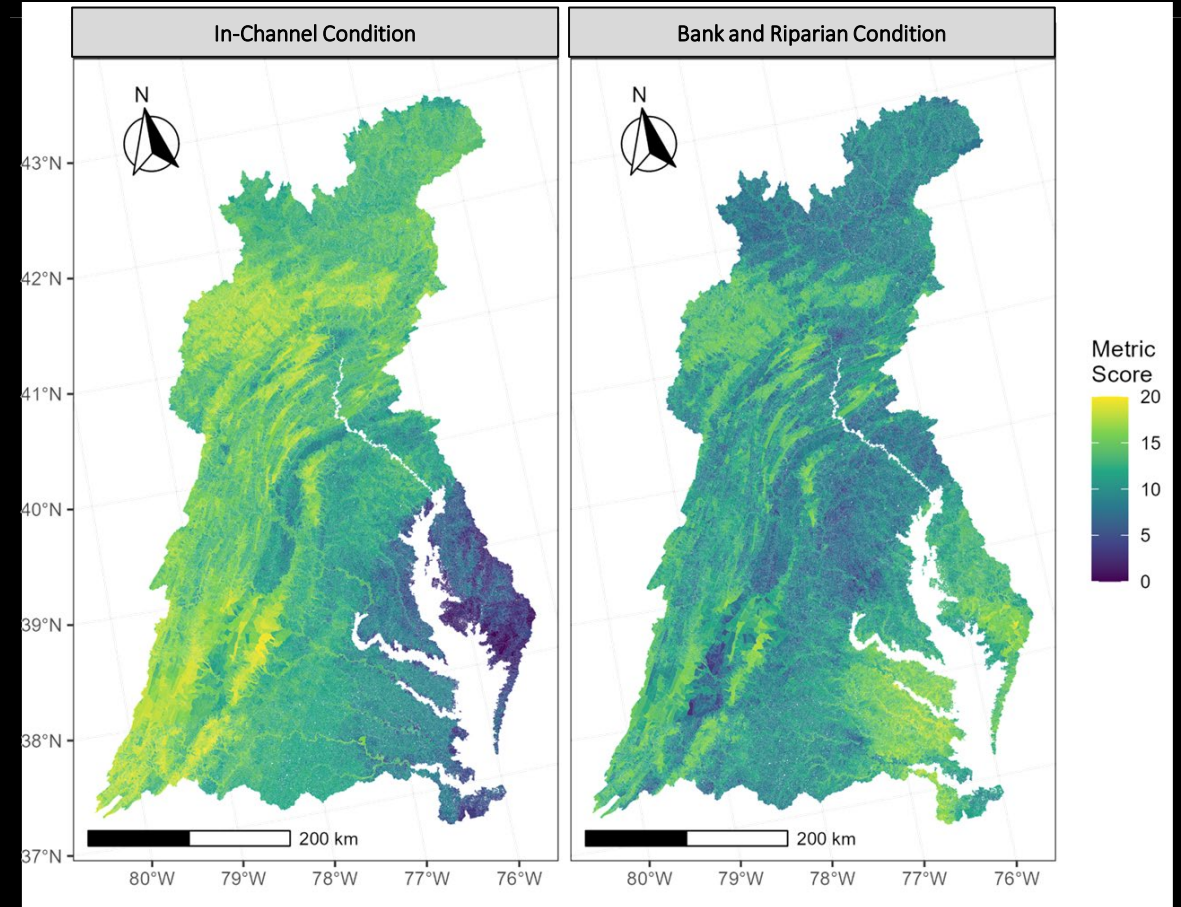 In-Channel Condition
Bank and Riparian Condition
N
N
43°N
42°N
41°N
40°N
39°N
38°N
37°N
200 km
200 km
80°W 79°W 78°W 77°W 76°W
80°W 79°W 78°W 77°W 76°W
Metric
Score
20
15
10
5
0